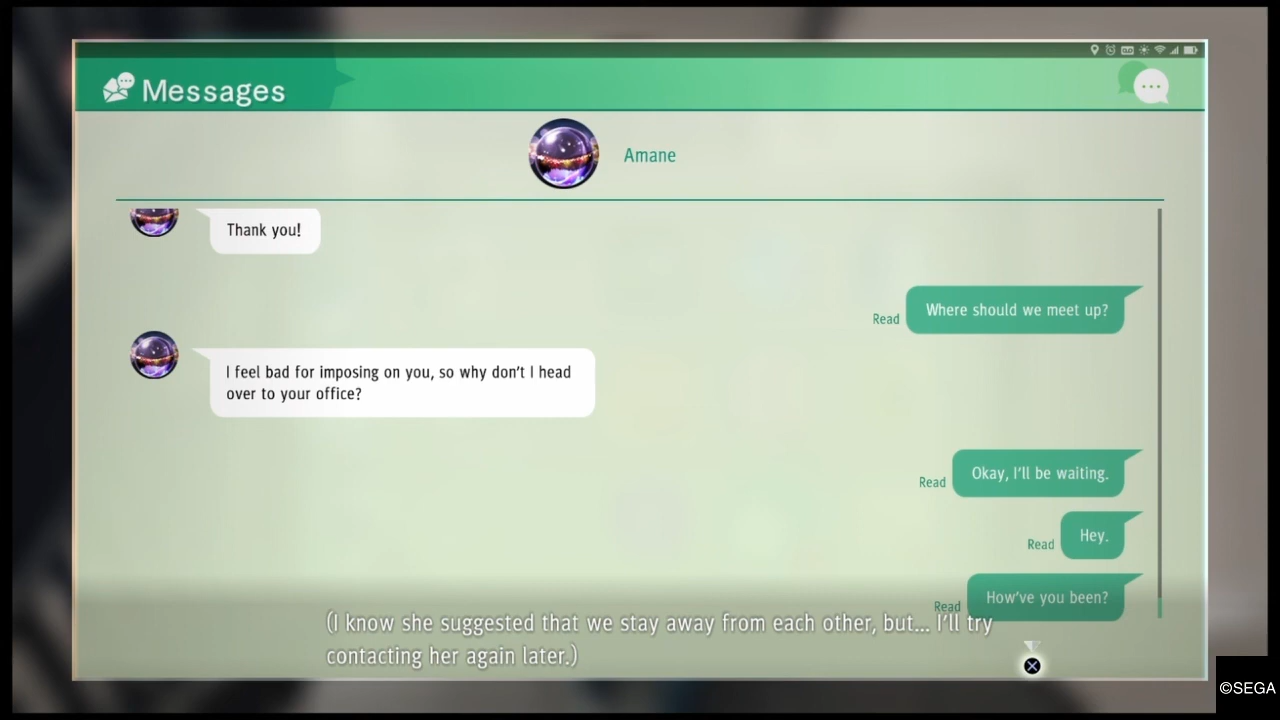 Messages
Amane
Thank you!
Where should we meet up?
Read
I feel bad for imposing on you, so why don't I head
over to your office?
Okay, I'll be waiting.
Read
Hey.
Read
How've you been?
Read
(I know she suggested that we stay away from each other, but... I'll try
contacting her again later.)
©SEGA